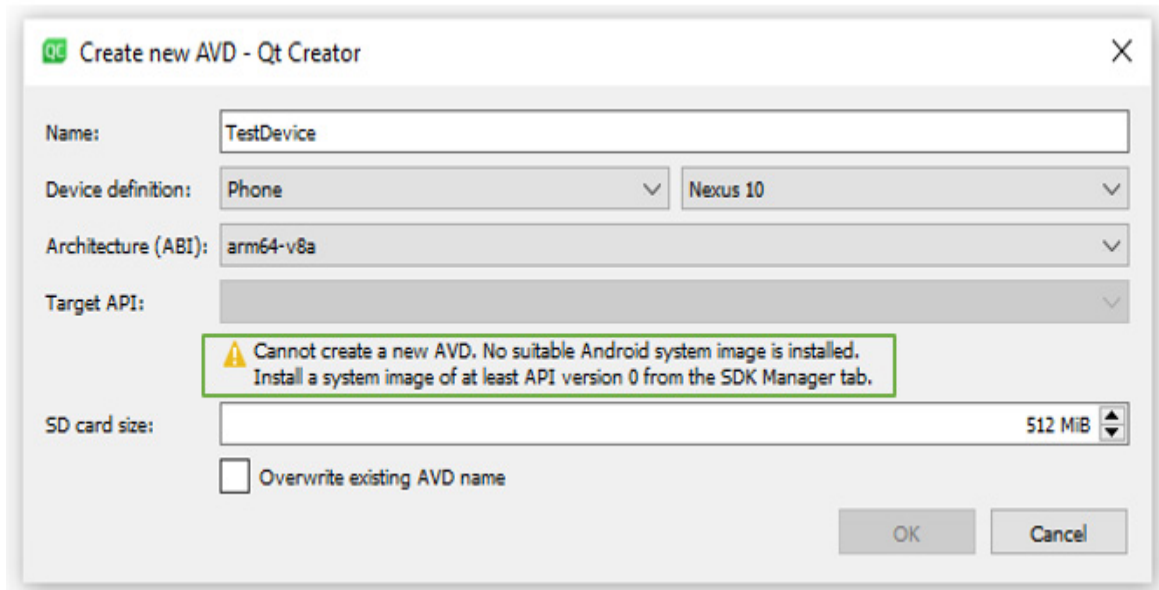 QC Create new AVD - Qt Creator
Name: TestDevice
Device definition: Phone Nexus 10
Architecture (ABI): arm64-v8a
Target API:
Cannot create a new AVD. No suitable Android system image is installed.
Install a system image of at least API version 0 from the SDK Manager tab.
SD card size: 512 MiB
Overwrite existing AVD name
OK Cancel